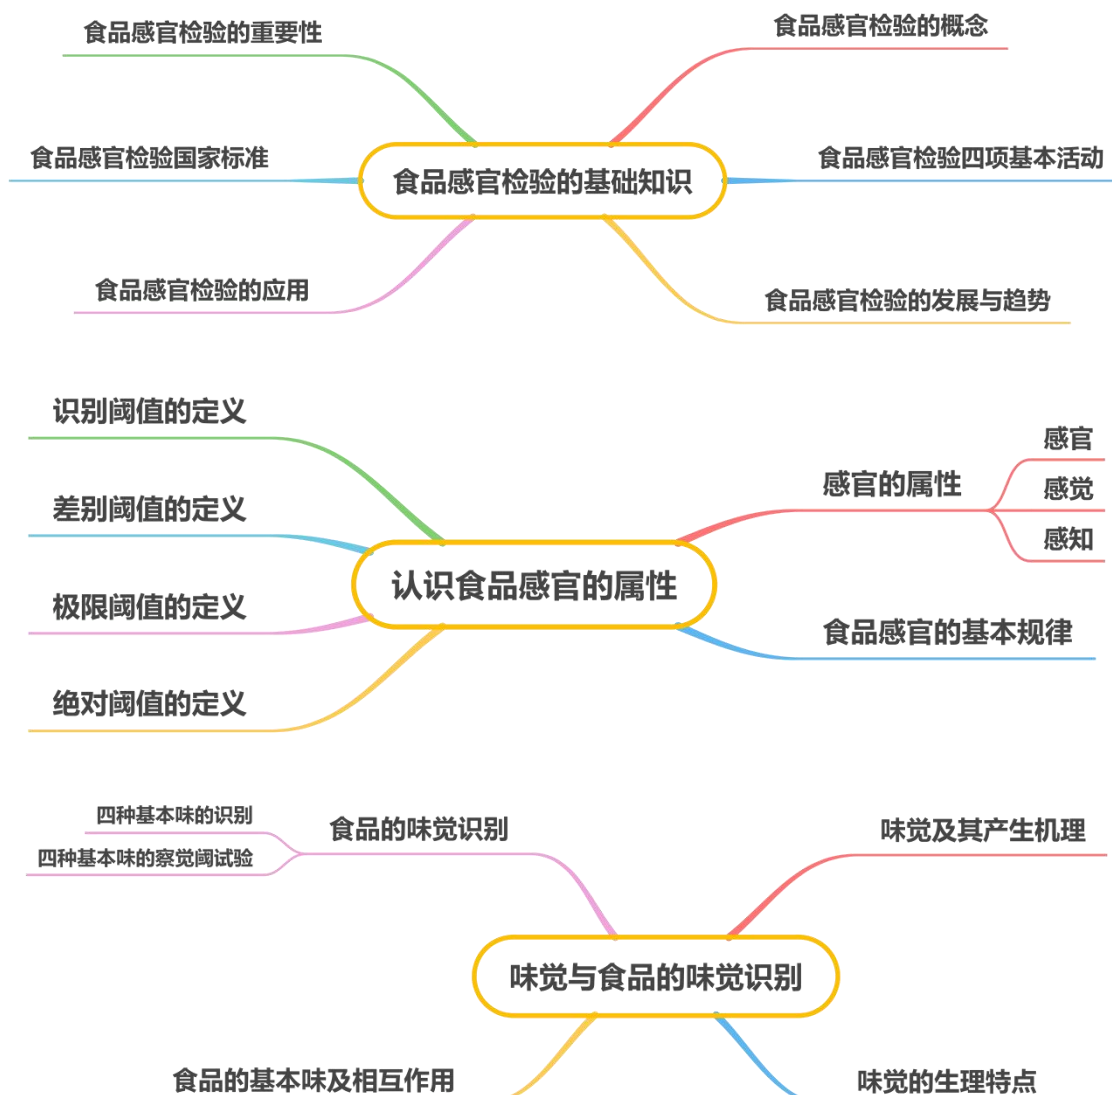 食品感官检验的重要性
食品感官检验的概念
食品感官检验国家标准
食品感官检验四项基本活动
食品感官检验的基础知识
食品感官检验的应用
食品感官检验的发展与趋势
识别阈值的定义
差别阈值的定义
极限阈值的定义
绝对阈值的定义
认识食品感官的属性
感官的属性
感官
感觉
感知
食品感官的基本规律
四种基本味的识别
四种基本味的察觉阈试验
食品的味觉识别
味觉及其产生机理
味觉与食品的味觉识别
食品的基本味及相互作用
味觉的生理特点